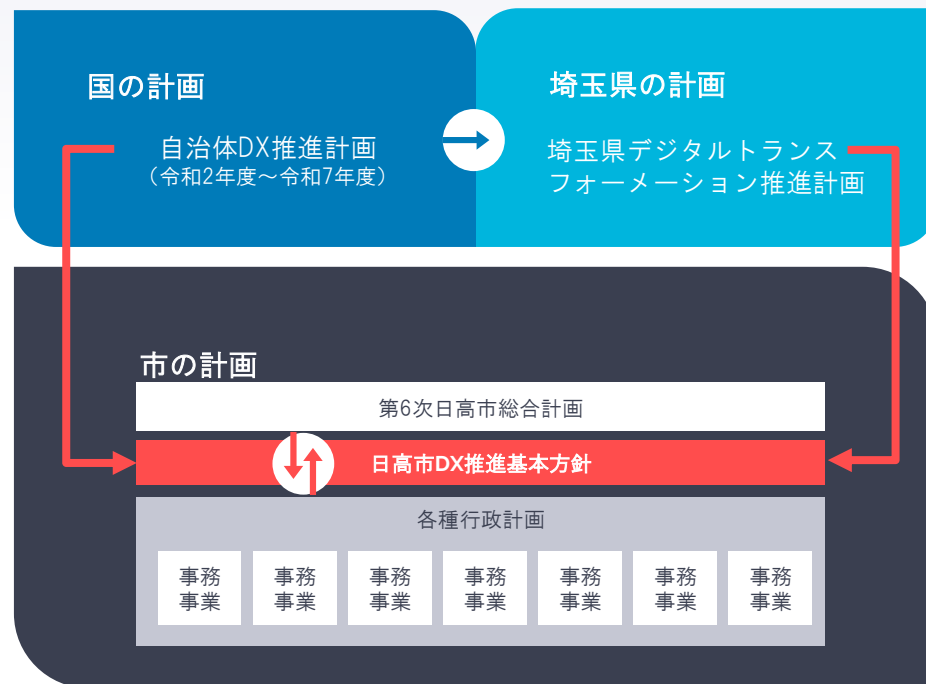 国の計画
自治体DX推進計画
（令和2年度～令和7年度）
埼玉県の計画
埼玉県デジタルトランス
フォーメーション推進計画
市の計画
第6次日高市総合計画
日高市DX推進基本方針
各種行政計画
事務
事業
事務
事業
事務
事業
事務
事業
事務
事業
事務
事業
事務
事業